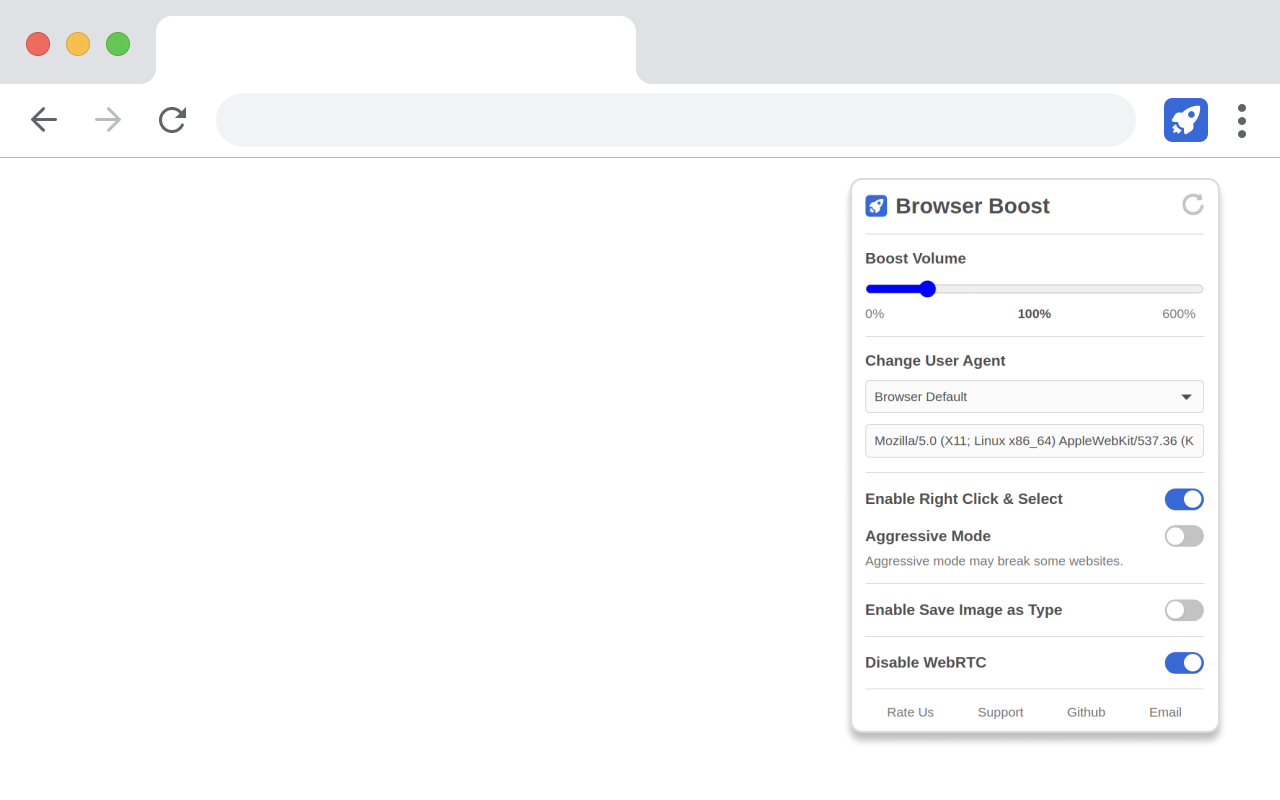 Browser Boost
Boost Volume
0% 100% 600%
Change User Agent
Browser Default
Mozilla/5.0 (X11; Linux x86_64) AppleWebKit/537.36 (K
Enable Right Click & Select
Aggressive Mode
Aggressive mode may break some websites.
Enable Save Image as Type
Disable WebRTC
Rate Us Support Github Email